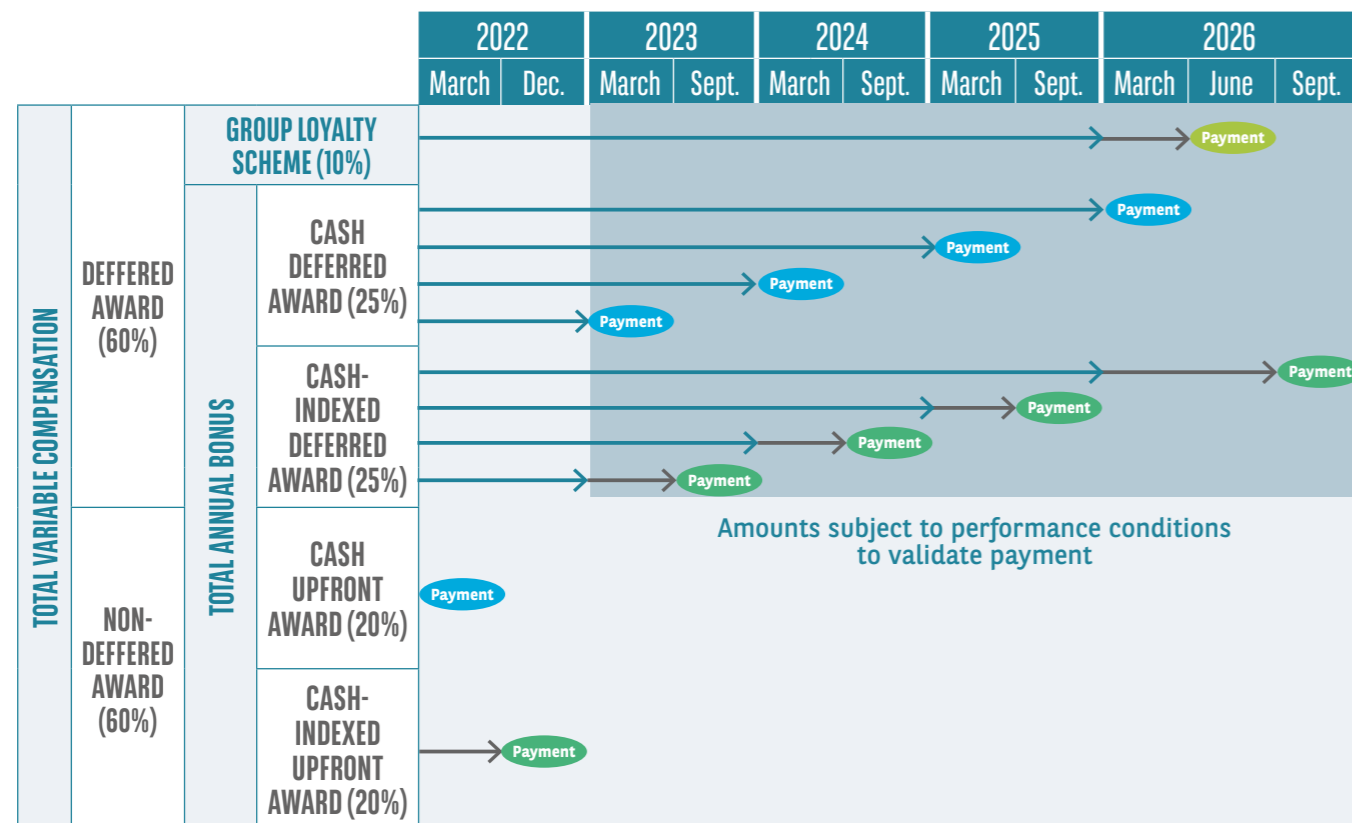 2022 2023 2024 2025 2026
March Dec. March Sept. March Sept. March Sept. March June Sept.
TOTAL VARIABLE COMPENSATION
DEFFERED
AWARD
(60%)
GROUP LOYALTY
SCHEME (10%)
Payment
TOTAL ANNUAL BONUS
CASH
DEFERRED
AWARD (25%)
Payment
Payment
Payment
Payment
CASH-
INDEXED
DEFERRED
AWARD (25%)
Payment
Payment
Payment
Payment
Amounts subject to performance conditions
to validate payment
NON-
DEFFERED
AWARD
(60%)
CASH
UPFRONT
AWARD (20%)
Payment
CASH-
INDEXED
UPFRONT
AWARD (20%)
Payment